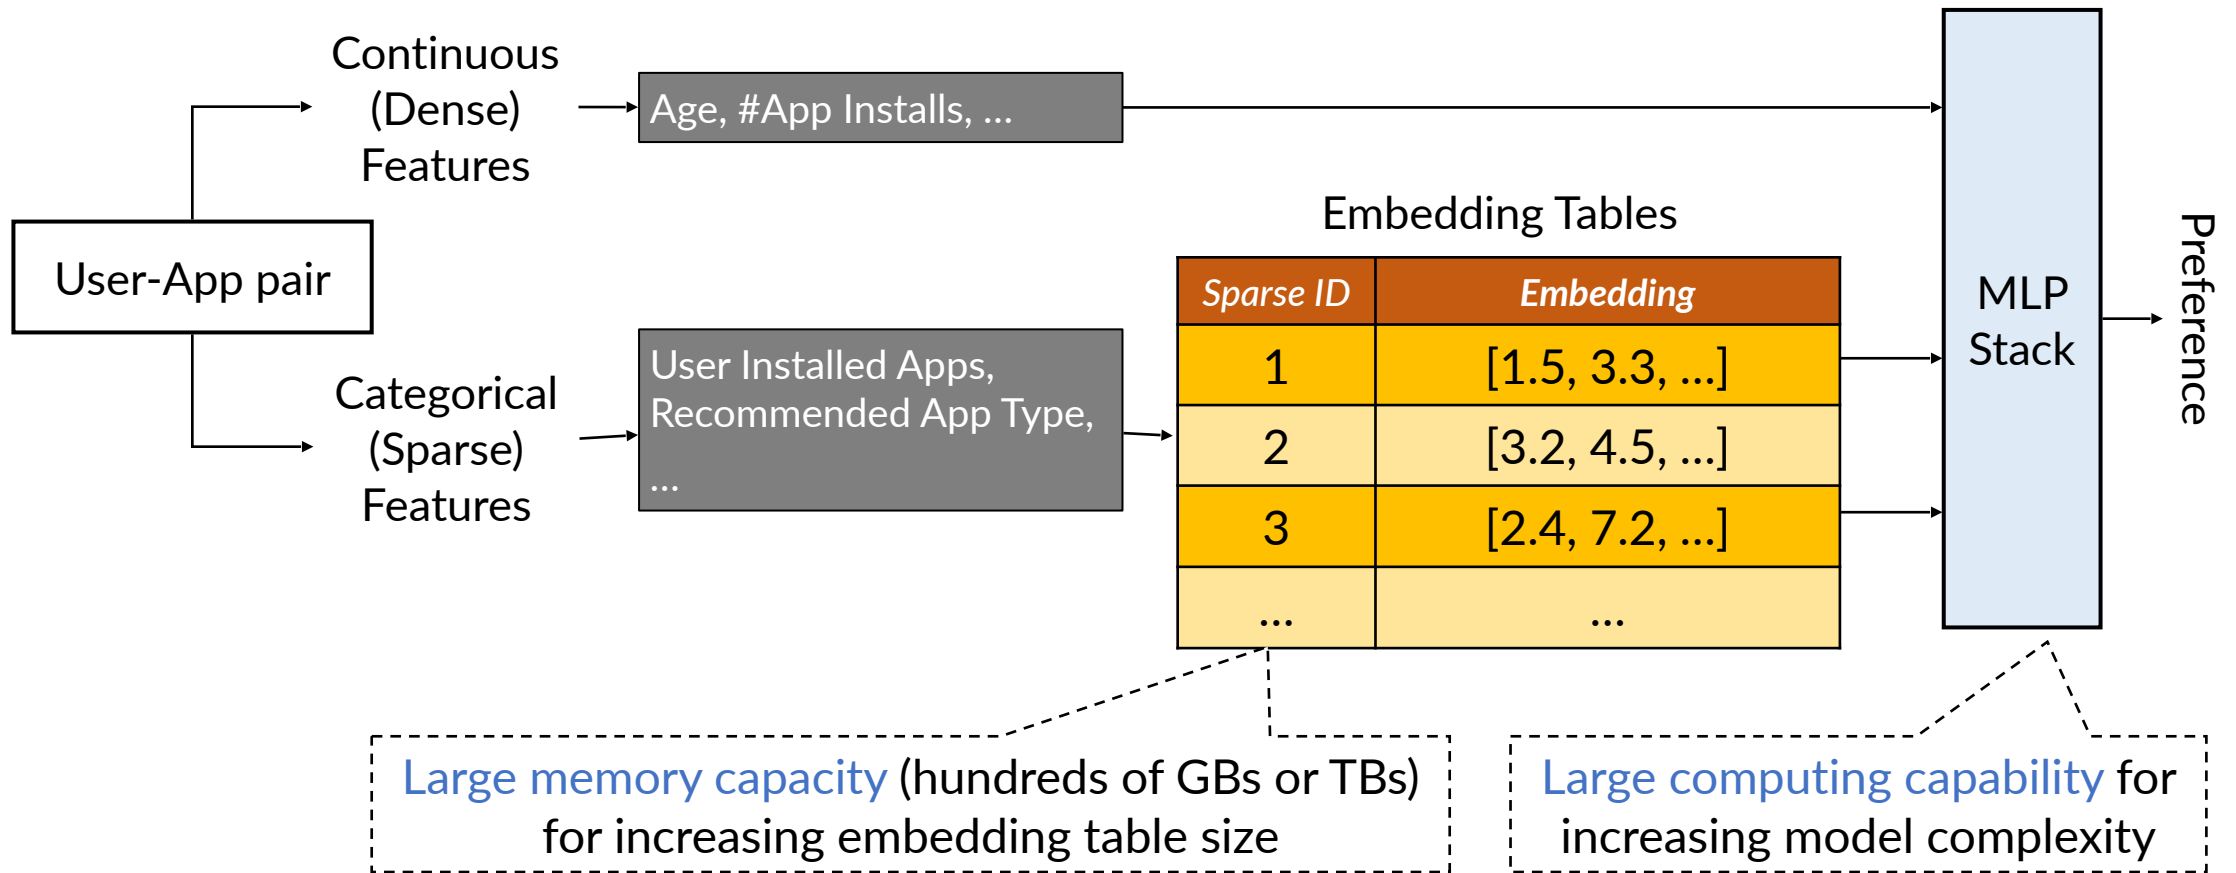 Continuous
(Dense)
Features
Age, #App Installs, ...
User-App pair
Categorical
(Sparse)
Features
User Installed Apps,
Recommended App Type,
...
Embedding Tables
Sparse ID Embedding
1 [1.5, 3.3, ...]
2 [3.2, 4.5, ...]
3 [2.4, 7.2, ...]
... ...
MLP
Stack
Preference
Large memory capacity (hundreds of GBs or TBs)
for increasing embedding table size
Large computing capability for
increasing model complexity